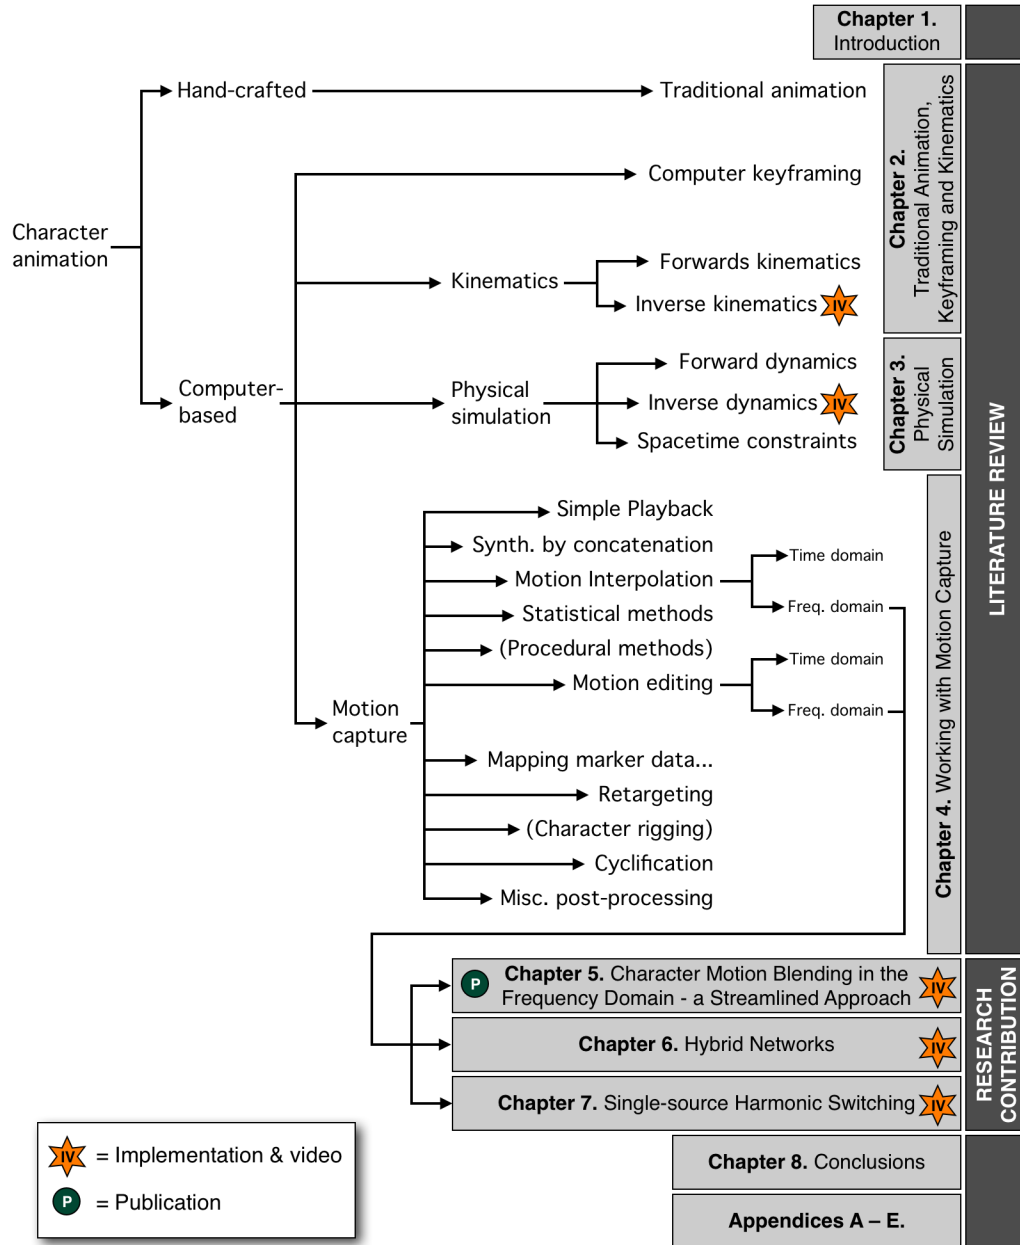 Chapter 1.
Introduction
Hand-crafted
Traditional animation
Computer keyframing
Chapter 2.
Traditional Animation,
Keyframing and Kinematics
Character
animation
Kinematics
Forwards kinematics
Inverse kinematics IV
Computer-
based
Physical
simulation
Forward dynamics
Inverse dynamics IV
Spacetime constraints
Chapter 3.
Physical
Simulation
LITERATURE REVIEW
Motion
capture
Simple Playback
Synth. by concatenation
Motion Interpolation
Time domain
Freq. domain
Statistical methods
(Procedural methods)
Motion editing
Time domain
Freq. domain
Mapping marker data...
Retargeting
(Character rigging)
Cyclification
Misc. post-processing
Chapter 4. Working with Motion Capture
P Chapter 5. Character Motion Blending in the
Frequency Domain - a Streamlined Approach IV
Chapter 6. Hybrid Networks IV
Chapter 7. Single-source Harmonic Switching IV
RESEARCH
CONTRIBUTION
IV = Implementation & video
P = Publication
Chapter 8. Conclusions
Appendices A – E.